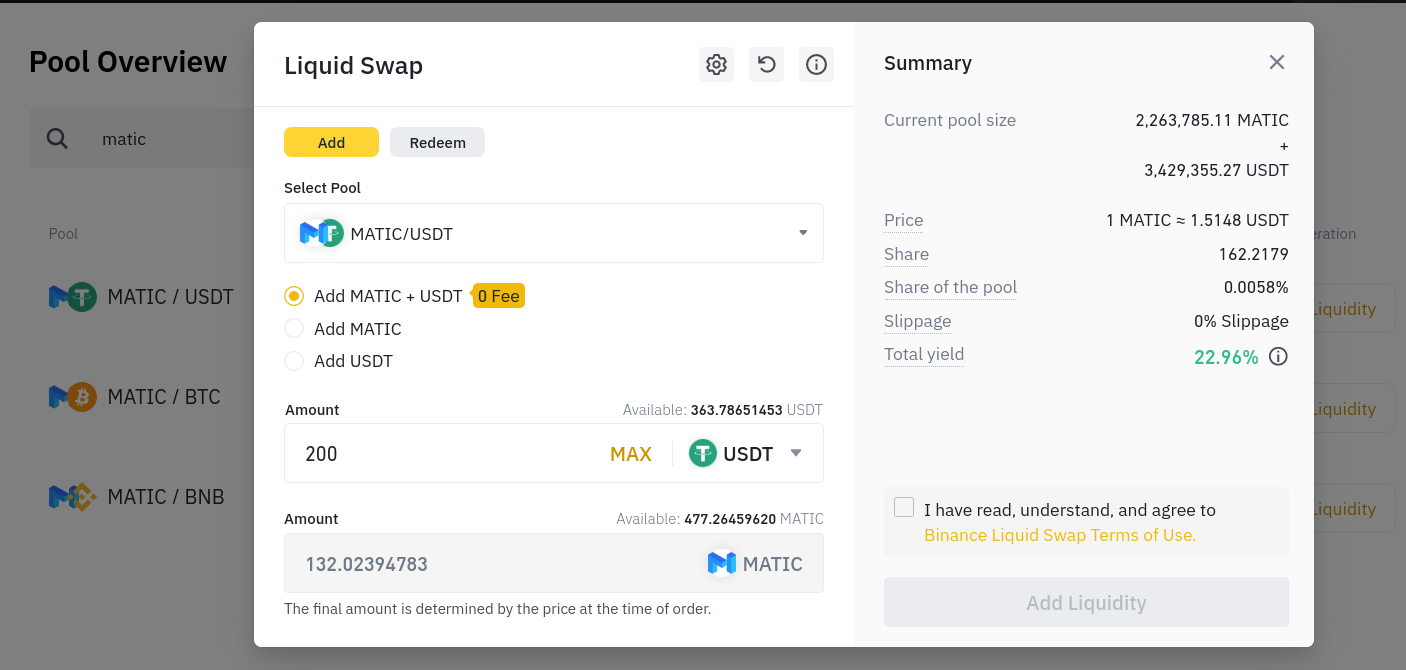 Pool Overview
matic
Pool
MATIC / USDT
MATIC / BTC
MATIC / BNB
Liquid Swap
Add
Redeem
Select Pool
MATIC/USDT
Add MATIC + USDT 0 Fee
Add MATIC
Add USDT
Amount
Available: 363.78651453 USDT
200
MAX
USDT
Amount
Available: 477.26459620 MATIC
132.02394783
MATIC
The final amount is determined by the price at the time of order.
Summary
Current pool size
2,263,785.11 MATIC
+
3,429,355.27 USDT
Price
1 MATIC ≈ 1.5148 USDT
Share
162.2179
Share of the pool
0.0058%
Slippage
0% Slippage
Total yield
22.96%
I have read, understand, and agree to
Binance Liquid Swap Terms of Use.
Add Liquidity
eration
Liquidity
Liquidity
Liquidity